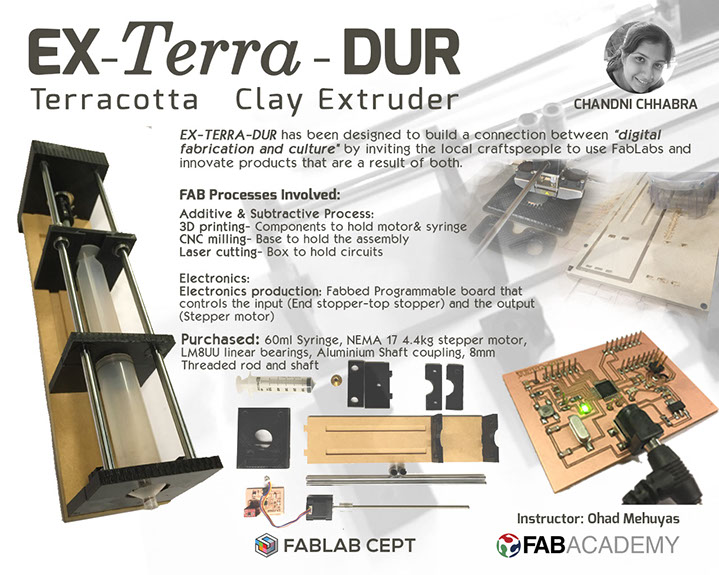 EX-Terra-DUR
Terracotta Clay Extruder
CHANDNI CHHABRA
EX-TERRA-DUR has been designed to build a connection between "digital
fabrication and culture" by inviting the local craftspeople to use FabLabs and
innovate products that are a result of both.
FAB Processes Involved:
Additive & Subtractive Process:
3D printing- Components to hold motor& syringe
CNC milling- Base to hold the assembly
Laser cutting- Box to hold circuits
Electronics:
Electronics production: Fabbed Programmable board that
controls the input (End stopper-top stopper) and the output
(Stepper motor)
Purchased: 60ml Syringe, NEMA 17 4.4kg stepper motor,
LM8UU linear bearings, Aluminium Shaft coupling, 8mm
Threaded rod and shaft
Instructor: Ohad Mehuyas
FABLAB CEPT
FABACADEMY